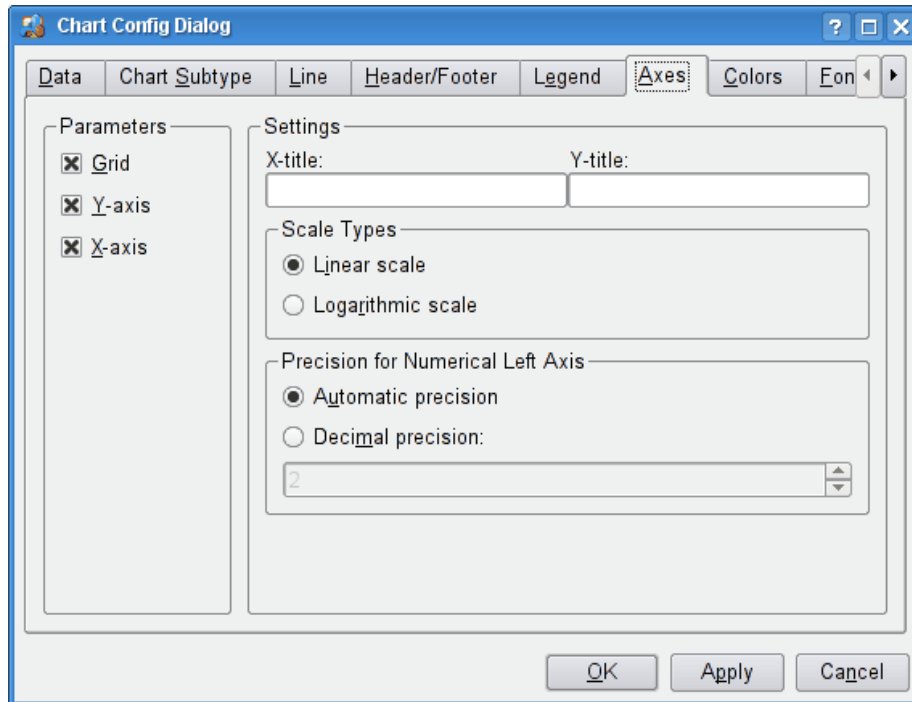 Chart Config Dialog
Data Chart Subtype Line Header/Footer Legend Axes Colors Fon
Parameters
Grid
Y-axis
X-axis
Settings
X-title: Y-title:
Scale Types
Linear scale
Logarithmic scale
Precision for Numerical Left Axis
Automatic precision
Decimal precision:
2
OK Apply Cancel